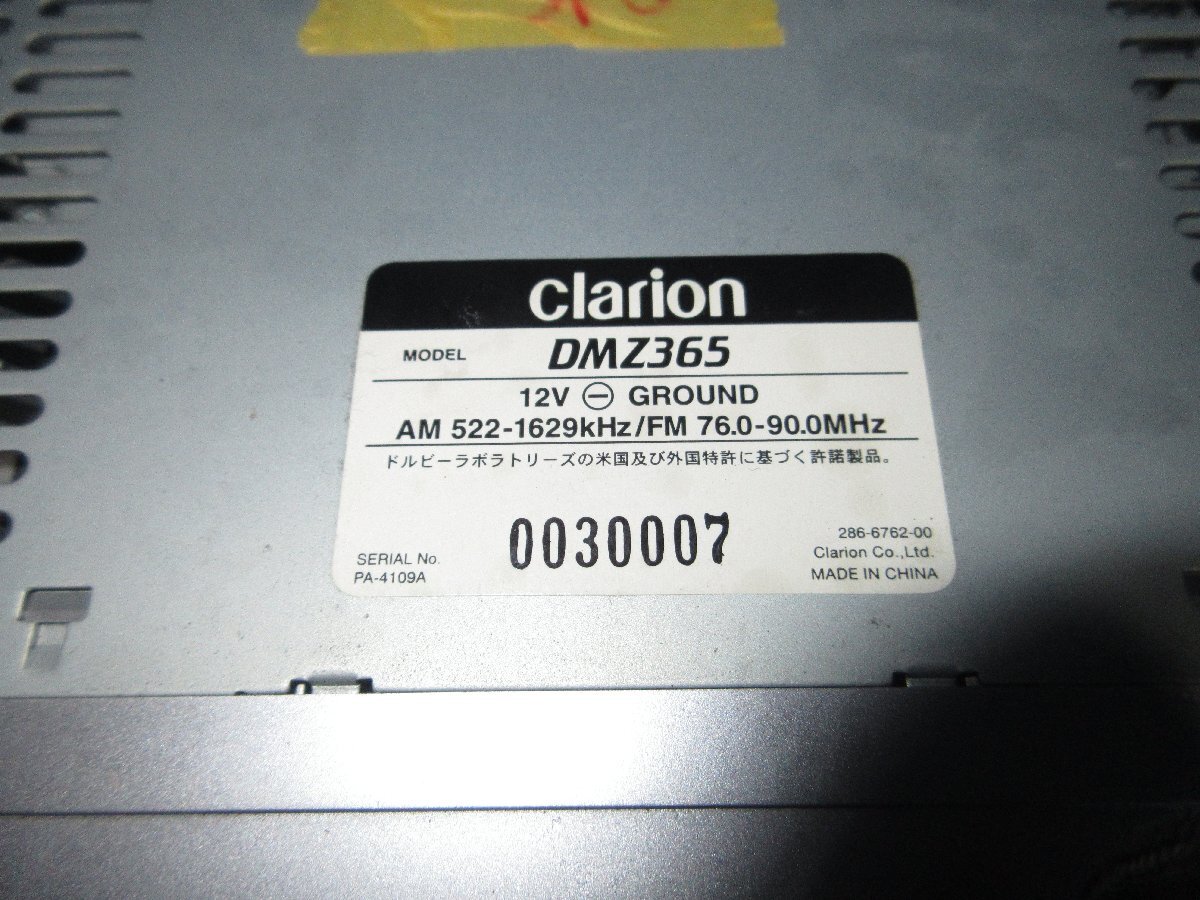 clarion
MODEL DMZ365
12V ⊖ GROUND
AM 522-1629kHz/FM 76.0-90.0MHz
ドルビーラボラトリーズの米国及び外国特許に基づく許諾製品。
SERIAL No. 0030007
PA-4109A
286-6762-00
Clarion Co.,Ltd.
MADE IN CHINA